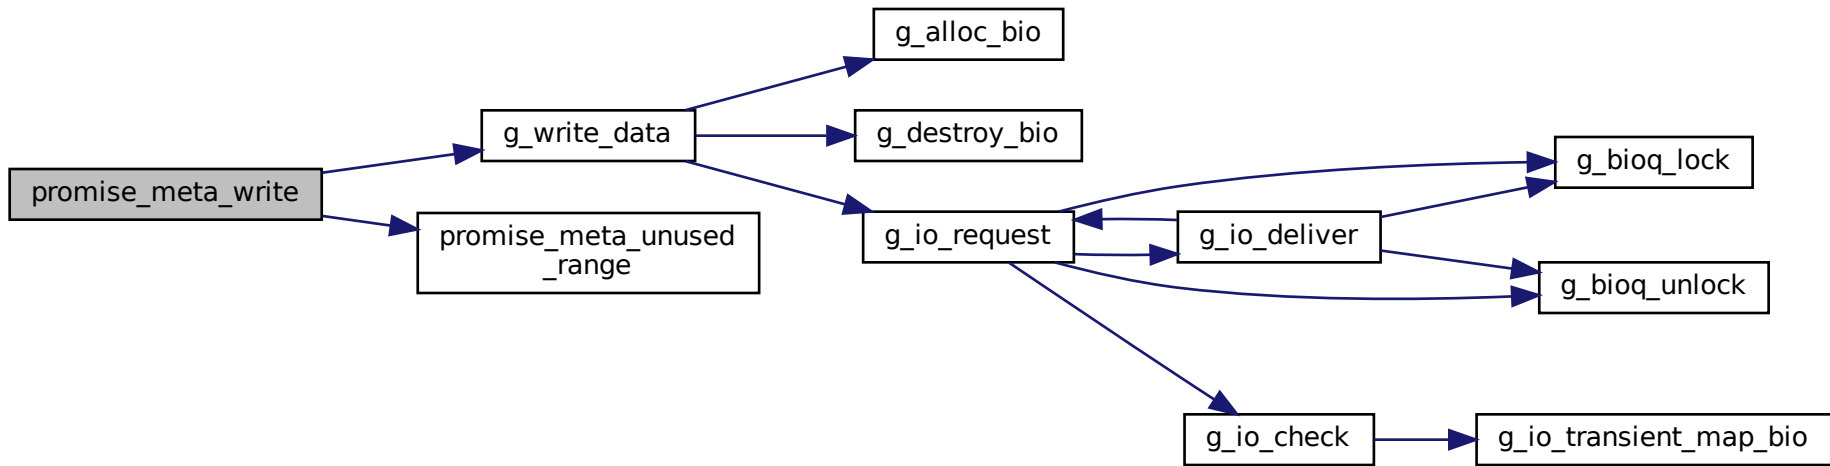 g_alloc_bio
g_write_data
g_destroy_bio
g_bioq_lock
promise_meta_write
promise_meta_unused
_range
g_io_request
g_io_deliver
g_bioq_unlock
g_io_check
g_io_transient_map_bio